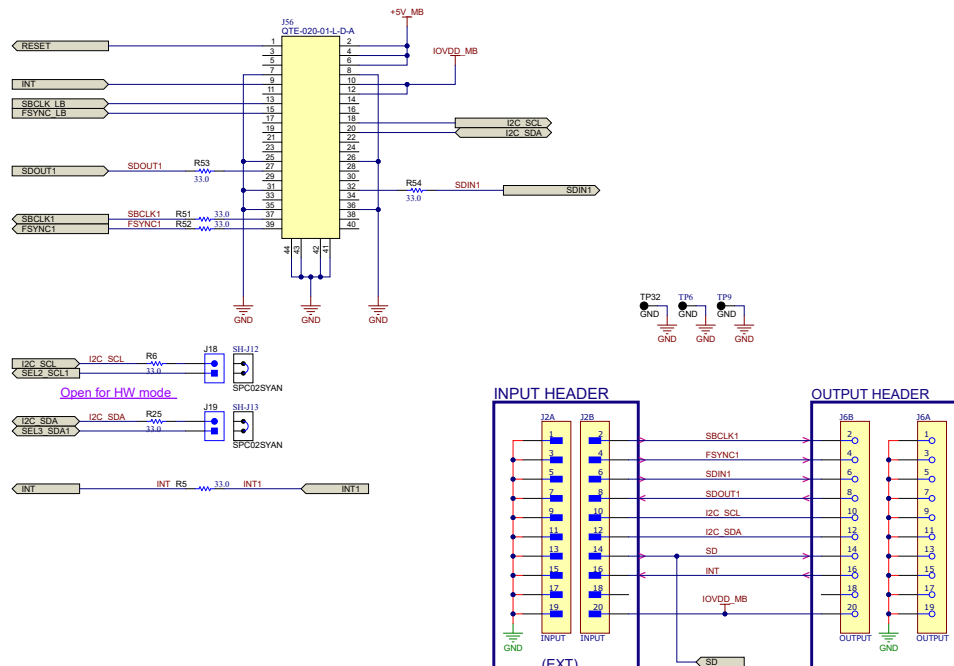 +5V_MB
J56
QTE-020-01-L-D-A
IOVDD_MB
RESET
1 2
3 4
5 6
7 8
INT
9 10
11 12
SBCLK_LB
13 14
FSYNC_LB
15 16
17 18
I2C_SCL
19 20
I2C_SDA
21 22
23 24
25 26
SDOUT1 SDOUT1 R53 33.0
27 28
29 30
31 32
R54 33.0 SDIN1 SDIN1
33 34
35 36
SBCLK1 SBCLK1 R51 33.0
37 38
FSYNC1 FSYNC1 R52 33.0
39 40
44 43 42 41
GND GND GND
TP32 TP6 TP9
GND GND GND
GND GND GND
J18 SH-J12
I2C_SCL I2C_SCL R6
SEL2_SCL1 33.0
SPC02SYAN
Open for HW mode
J19 SH-J13
I2C_SDA I2C_SDA R25
SEL3_SDA1 33.0
SPC02SYAN
INT INT R5 33.0 INT1 INT1
INPUT HEADER OUTPUT HEADER
J2A J2B J6B J6A
1 2 SBCLK1 2 1
3 4 FSYNC1 4 3
5 6 SDIN1 6 5
7 8 SDOUT1 8 7
9 10 I2C_SCL 10 9
11 12 I2C_SDA 12 11
13 14 SD 14 13
15 16 INT 16 15
17 18 18 17
19 20 IOVDD_MB 20 19
GND INPUT INPUT OUTPUT GND OUTPUT
(EXT) SD